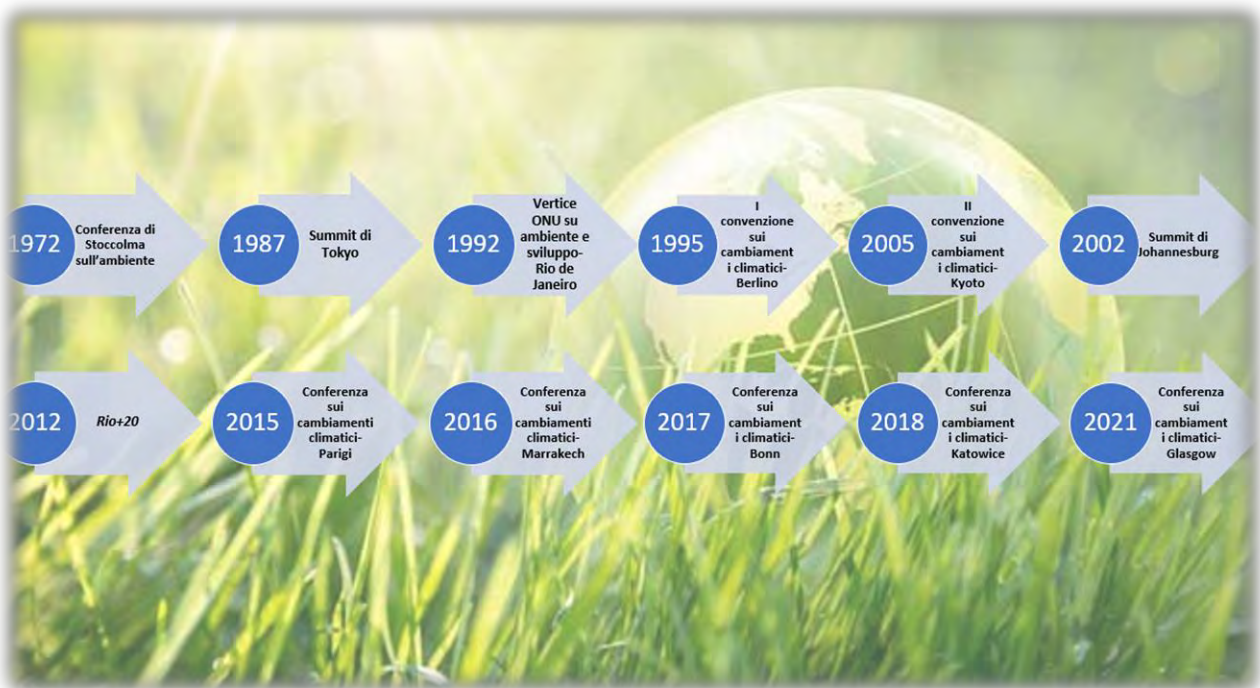 1972
Conferenza di
Stoccolma
sull'ambiente
1987
Summit di
Tokyo
1992
Vertice
ONU su
ambiente e
sviluppo-
Rio de
Janeiro
1995
I
convenzione
sui
cambiament
i climatici-
Berlino
2005
II
convenzione
sui
cambiament
i climatici-
Kyoto
2002
Summit di
Johannesburg
2012
Rio+20
2015
Conferenza
sui
cambiamenti
climatici-
Parigi
2016
Conferenza
sui
cambiamenti
climatici-
Marrakech
2017
Conferenza
sui
cambiament
i climatici-
Bonn
2018
Conferenza
sui
cambiament
i climatici-
Katowice
2021
Conferenza
sui
cambiament
i climatici-
Glasgow